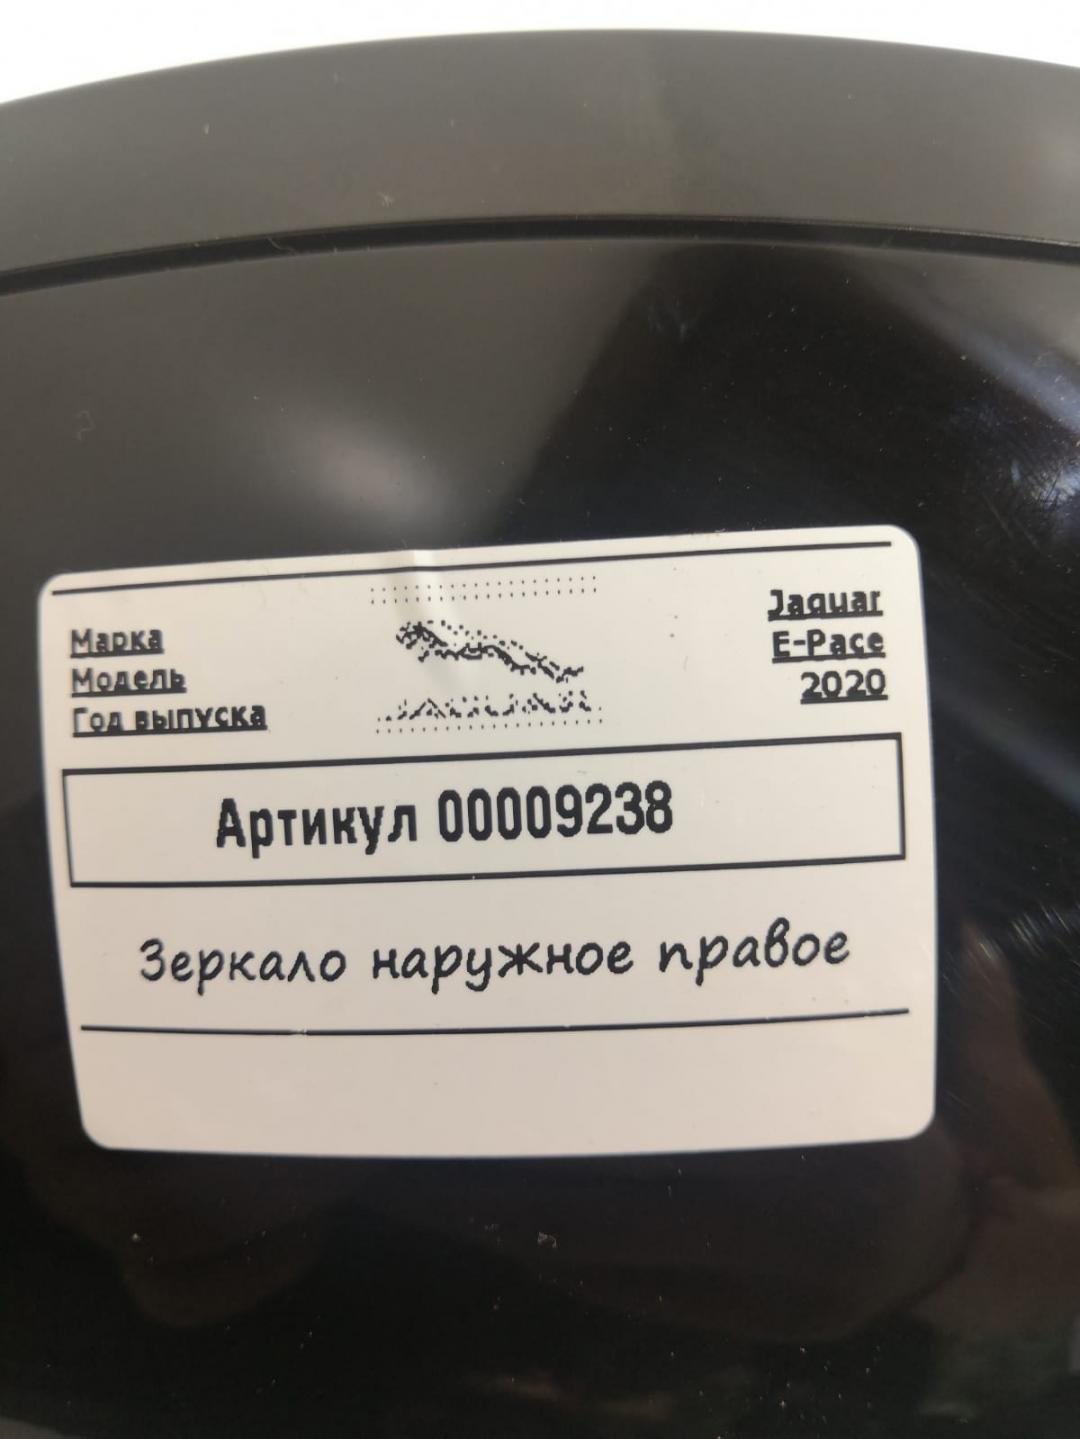 Марка Jaguar
Модель E-Pace
Год выпуска 2020
Артикул 00009238
Зеркало наружное правое